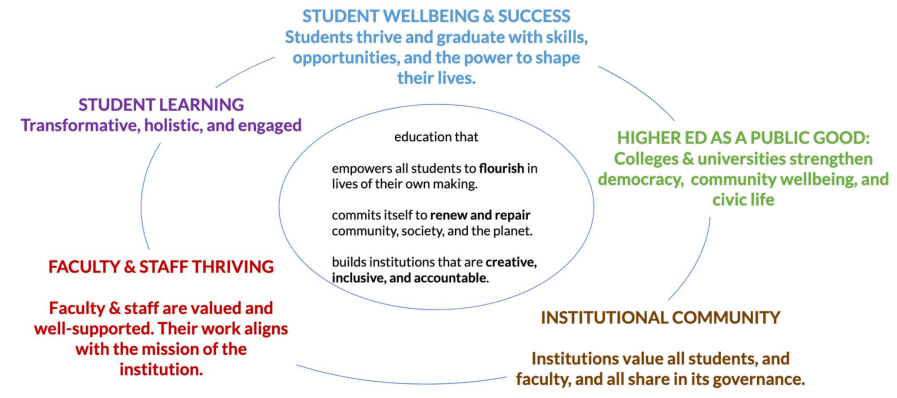 STUDENT WELLBEING & SUCCESS
Students thrive and graduate with skills,
opportunities, and the power to shape
their lives.
STUDENT LEARNING
Transformative, holistic, and engaged
HIGHER ED AS A PUBLIC GOOD:
Colleges & universities strengthen
democracy, community wellbeing, and
civic life
education that
empowers all students to flourish in
lives of their own making.
commits itself to renew and repair
community, society, and the planet.
builds institutions that are creative,
inclusive, and accountable.
FACULTY & STAFF THRIVING
Faculty & staff are valued and
well-supported. Their work aligns
with the mission of the
institution.
INSTITUTIONAL COMMUNITY
Institutions value all students, and
faculty, and all share in its governance.